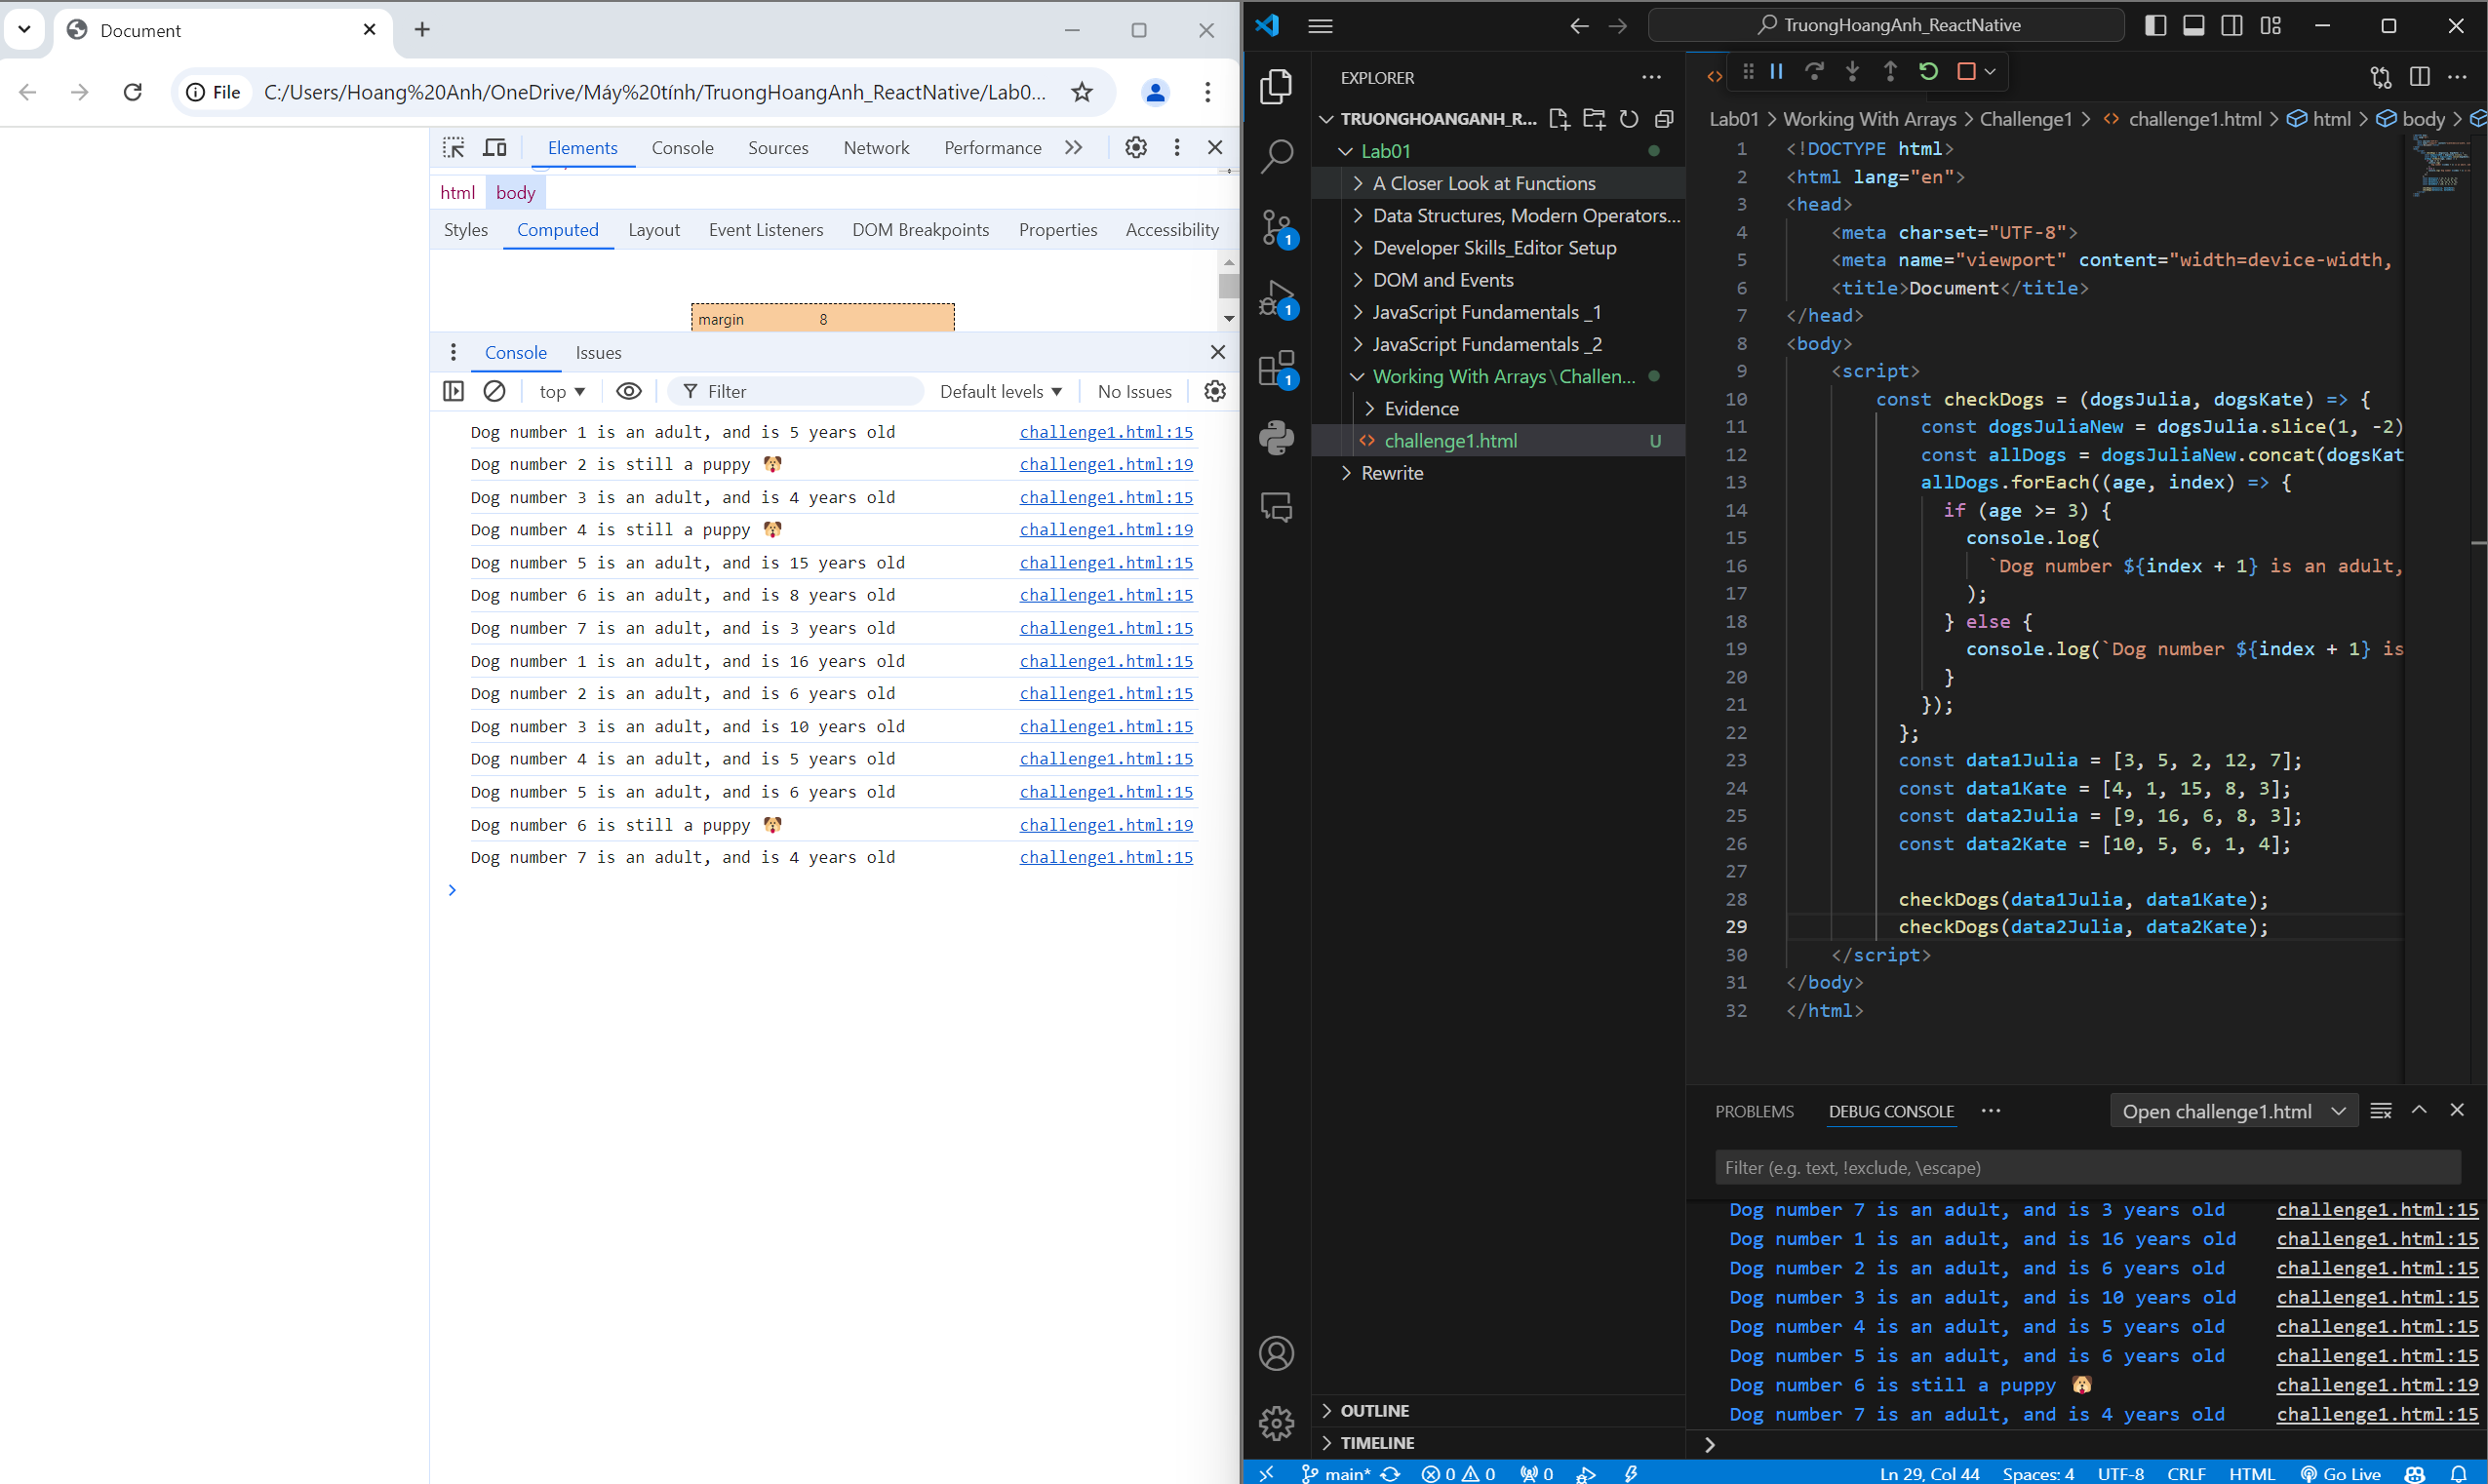 Document
File
C:/Users/Hoang%20Anh/OneDrive/Máy%20tính/TruongHoangAnh_ReactNative/Lab0...
Elements Console Sources Network Performance
html body
Styles Computed Layout Event Listeners DOM Breakpoints Properties Accessibility
margin 8
Console Issues
top Filter Default levels No Issues
Dog number 1 is an adult, and is 5 years old challenge1.html:15
Dog number 2 is still a puppy 🐶 challenge1.html:19
Dog number 3 is an adult, and is 4 years old challenge1.html:15
Dog number 4 is still a puppy 🐶 challenge1.html:19
Dog number 5 is an adult, and is 15 years old challenge1.html:15
Dog number 6 is an adult, and is 8 years old challenge1.html:15
Dog number 7 is an adult, and is 3 years old challenge1.html:15
Dog number 1 is an adult, and is 16 years old challenge1.html:15
Dog number 2 is an adult, and is 6 years old challenge1.html:15
Dog number 3 is an adult, and is 10 years old challenge1.html:15
Dog number 4 is an adult, and is 5 years old challenge1.html:15
Dog number 5 is an adult, and is 6 years old challenge1.html:15
Dog number 6 is still a puppy 🐶 challenge1.html:19
Dog number 7 is an adult, and is 4 years old challenge1.html:15
TruongHoangAnh_ReactNative
EXPLORER
TRUONGHOANGANH_R...
Lab01
A Closer Look at Functions
Data Structures, Modern Operators...
Developer Skills_Editor Setup
DOM and Events
JavaScript Fundamentals _1
JavaScript Fundamentals _2
Working With Arrays\Challen...
Evidence
challenge1.html U
Rewrite
1
1
1
OUTLINE
TIMELINE
Lab01 > Working With Arrays > Challenge1 > challenge1.html > html > body >
1 <!DOCTYPE html>
2 <html lang="en">
3 <head>
4 <meta charset="UTF-8">
5 <meta name="viewport" content="width=device-width,
6 <title>Document</title>
7 </head>
8 <body>
9 <script>
10 const checkDogs = (dogsJulia, dogsKate) => {
11 const dogsJuliaNew = dogsJulia.slice(1, -2)
12 const allDogs = dogsJuliaNew.concat(dogsKat
13 allDogs.forEach((age, index) => {
14 if (age >= 3) {
15 console.log(
16 `Dog number ${index + 1} is an adult,
17 );
18 } else {
19 console.log(`Dog number ${index + 1} is
20 }
21 });
22 };
23 const data1Julia = [3, 5, 2, 12, 7];
24 const data1Kate = [4, 1, 15, 8, 3];
25 const data2Julia = [9, 16, 6, 8, 3];
26 const data2Kate = [10, 5, 6, 1, 4];
27
28 checkDogs(data1Julia, data1Kate);
29 checkDogs(data2Julia, data2Kate);
30 </script>
31 </body>
32 </html>
PROBLEMS DEBUG CONSOLE Open challenge1.html
Filter (e.g. text, !exclude, \escape)
Dog number 7 is an adult, and is 3 years old challenge1.html:15
Dog number 1 is an adult, and is 16 years old challenge1.html:15
Dog number 2 is an adult, and is 6 years old challenge1.html:15
Dog number 3 is an adult, and is 10 years old challenge1.html:15
Dog number 4 is an adult, and is 5 years old challenge1.html:15
Dog number 5 is an adult, and is 6 years old challenge1.html:15
Dog number 6 is still a puppy 🐶 challenge1.html:19
Dog number 7 is an adult, and is 4 years old challenge1.html:15
main* 0 0 0 Ln 29, Col 44 Spaces: 4 UTF-8 CRLF HTML Go Live